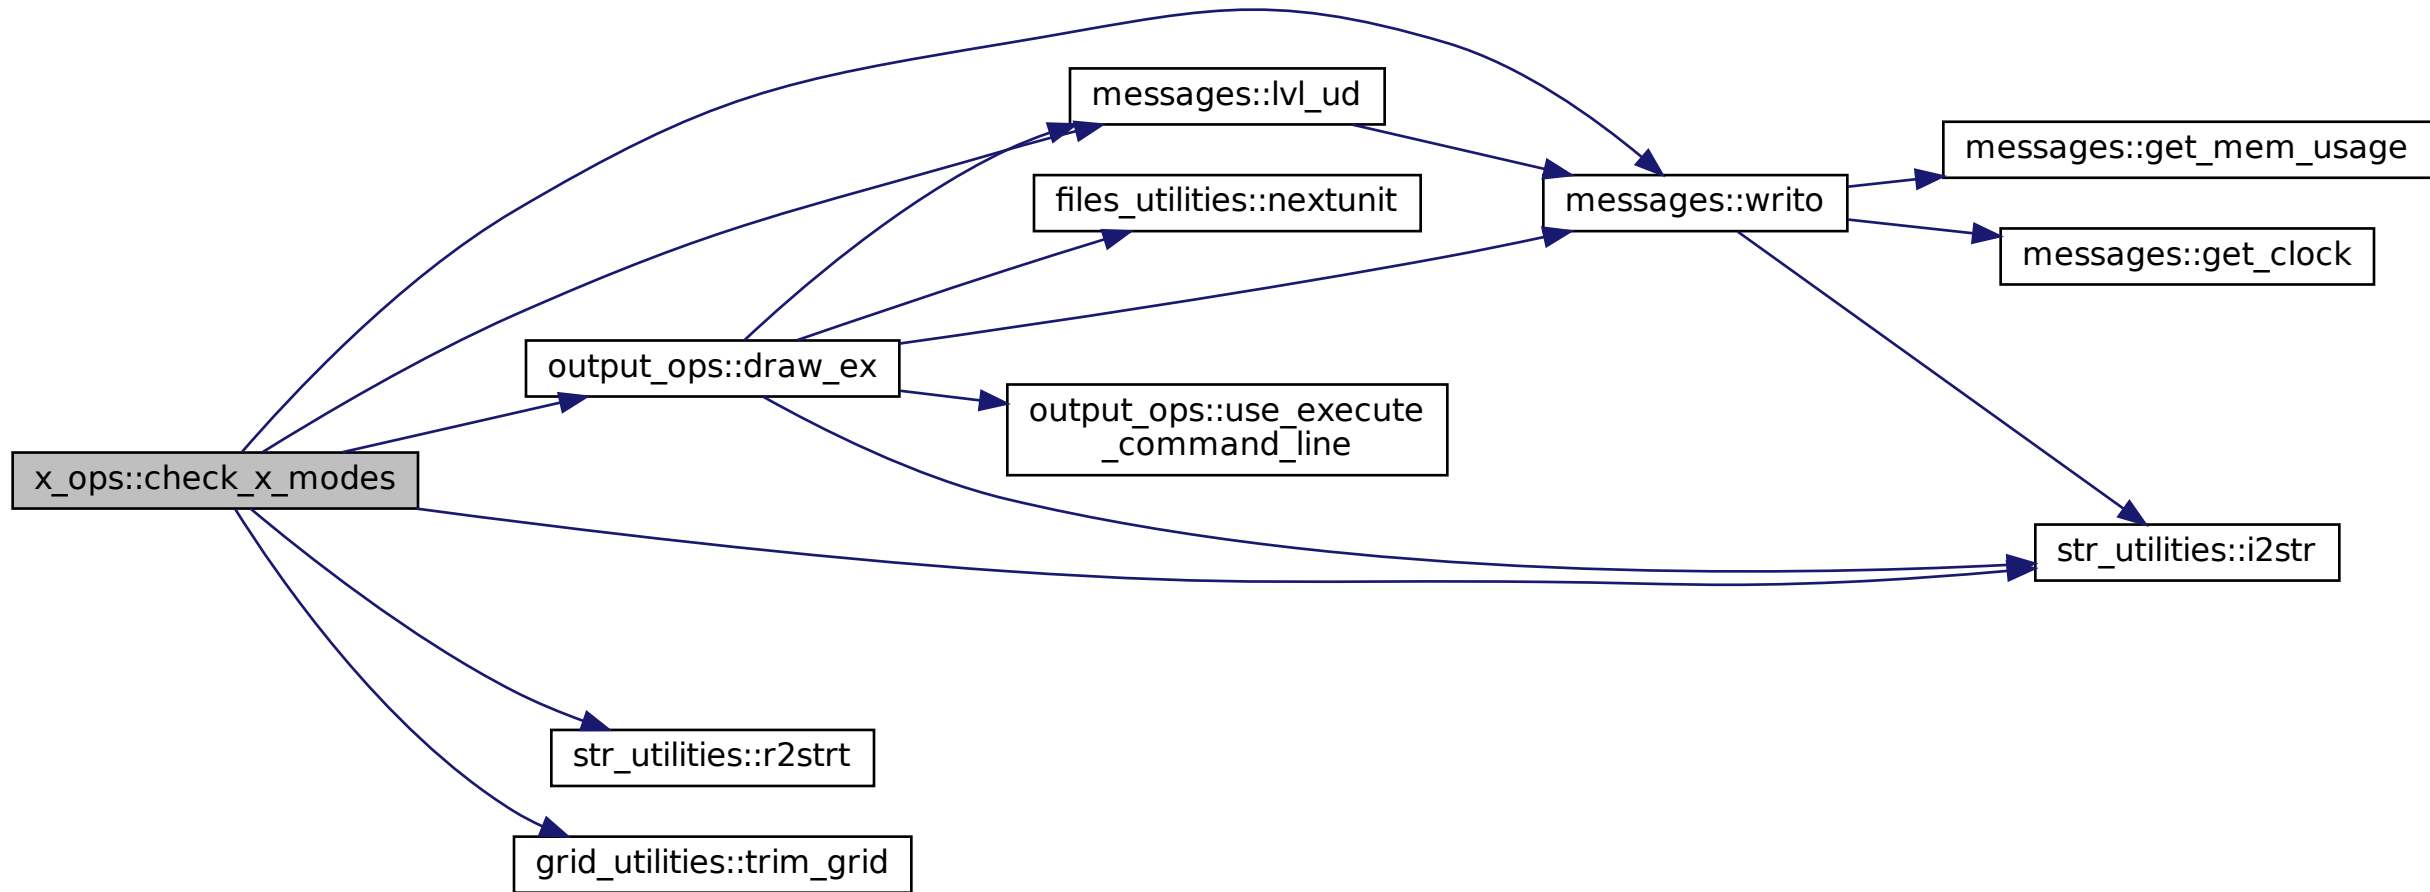 messages::lvl_ud
messages::get_mem_usage
files_utilities::nextunit
messages::writo
messages::get_clock
output_ops::draw_ex
output_ops::use_execute
_command_line
x_ops::check_x_modes
str_utilities::i2str
str_utilities::r2strt
grid_utilities::trim_grid